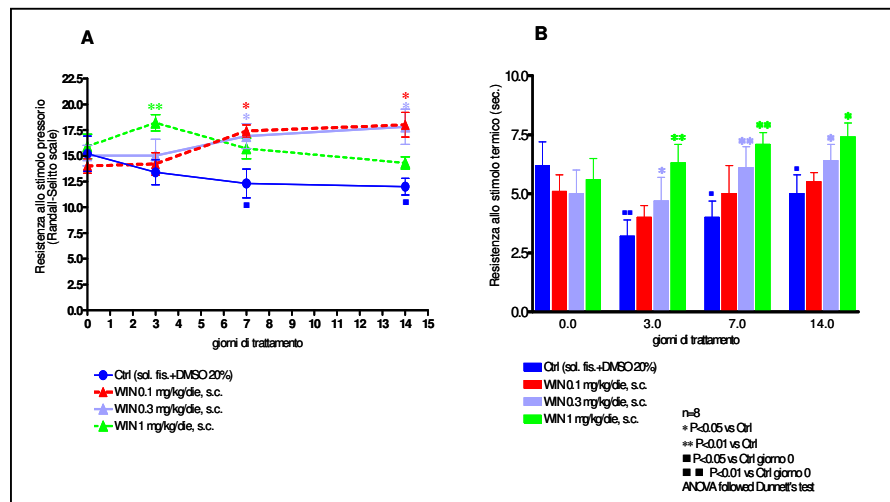 A
Resistenza allo stimolo pressorio
(Randall-Selitto scale)
22.5
20.0
17.5
15.0
12.5
10.0
7.5
5.0
2.5
0.0
0 1 2 3 4 5 6 7 8 9 10 11 12 13 14 15
** * * * *
■ ■
giorni di trattamento
Ctrl (sol. fis.+DMSO 20%)
WIN 0.1 mg/kg/die, s.c.
WIN 0.3 mg/kg/die, s.c.
WIN 1 mg/kg/die, s.c.
B
Resistenza allo stimolo termico (sec.)
10.0
7.5
5.0
2.5
0.0
■■ * ** ■ ** ** ■ * *
0.0 3.0 7.0 14.0
giorni di trattamento
Ctrl (sol. fis.+DMSO 20%)
WIN 0.1 mg/kg/die, s.c.
WIN 0.3 mg/kg/die, s.c.
WIN 1 mg/kg/die, s.c.
n=8
* P<0.05 vs Ctrl
** P<0.01 vs Ctrl
■ P<0.05 vs Ctrl giorno 0
■ ■ P<0.01 vs Ctrl giorno 0
ANOVA followed Dunnett's test